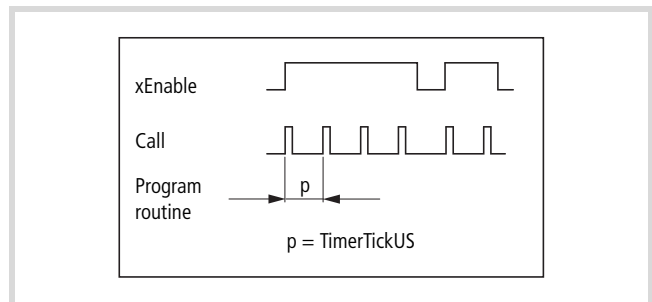 xEnable
Call
Program
routine
p
p = TimerTickUS